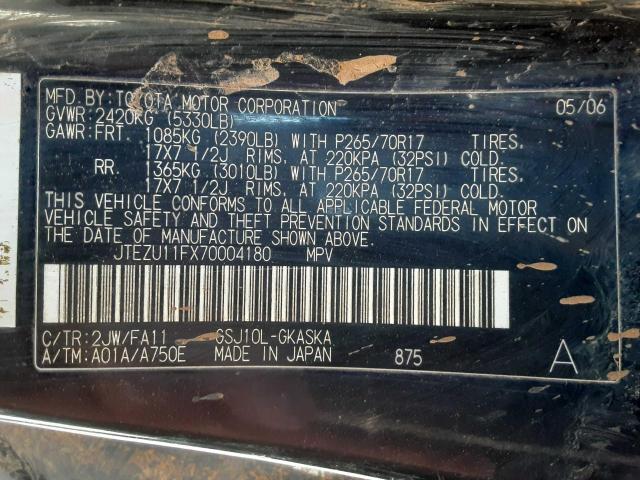 MFD.BY:TOYOTA MOTOR CORPORATION 05/06
GVWR:2420KG (5330LB)
GAWR:FRT. 1085KG (2390LB) WITH P265/70R17 TIRES,
17X7 1/2J RIMS, AT 220KPA (32PSI) COLD.
RR. 1365KG (3010LB) WITH P265/70R17 TIRES,
17X7 1/2J RIMS, AT 220KPA (32PSI) COLD.
THIS VEHICLE CONFORMS TO ALL APPLICABLE FEDERAL MOTOR
VEHICLE SAFETY AND THEFT PREVENTION STANDARDS IN EFFECT ON
THE DATE OF MANUFACTURE SHOWN ABOVE.
JTEZU11FX70004180 MPV
C/TR:2JW/FA11 GSJ10L-GKASKA
A/TM:A01A/A750E MADE IN JAPAN 875 A